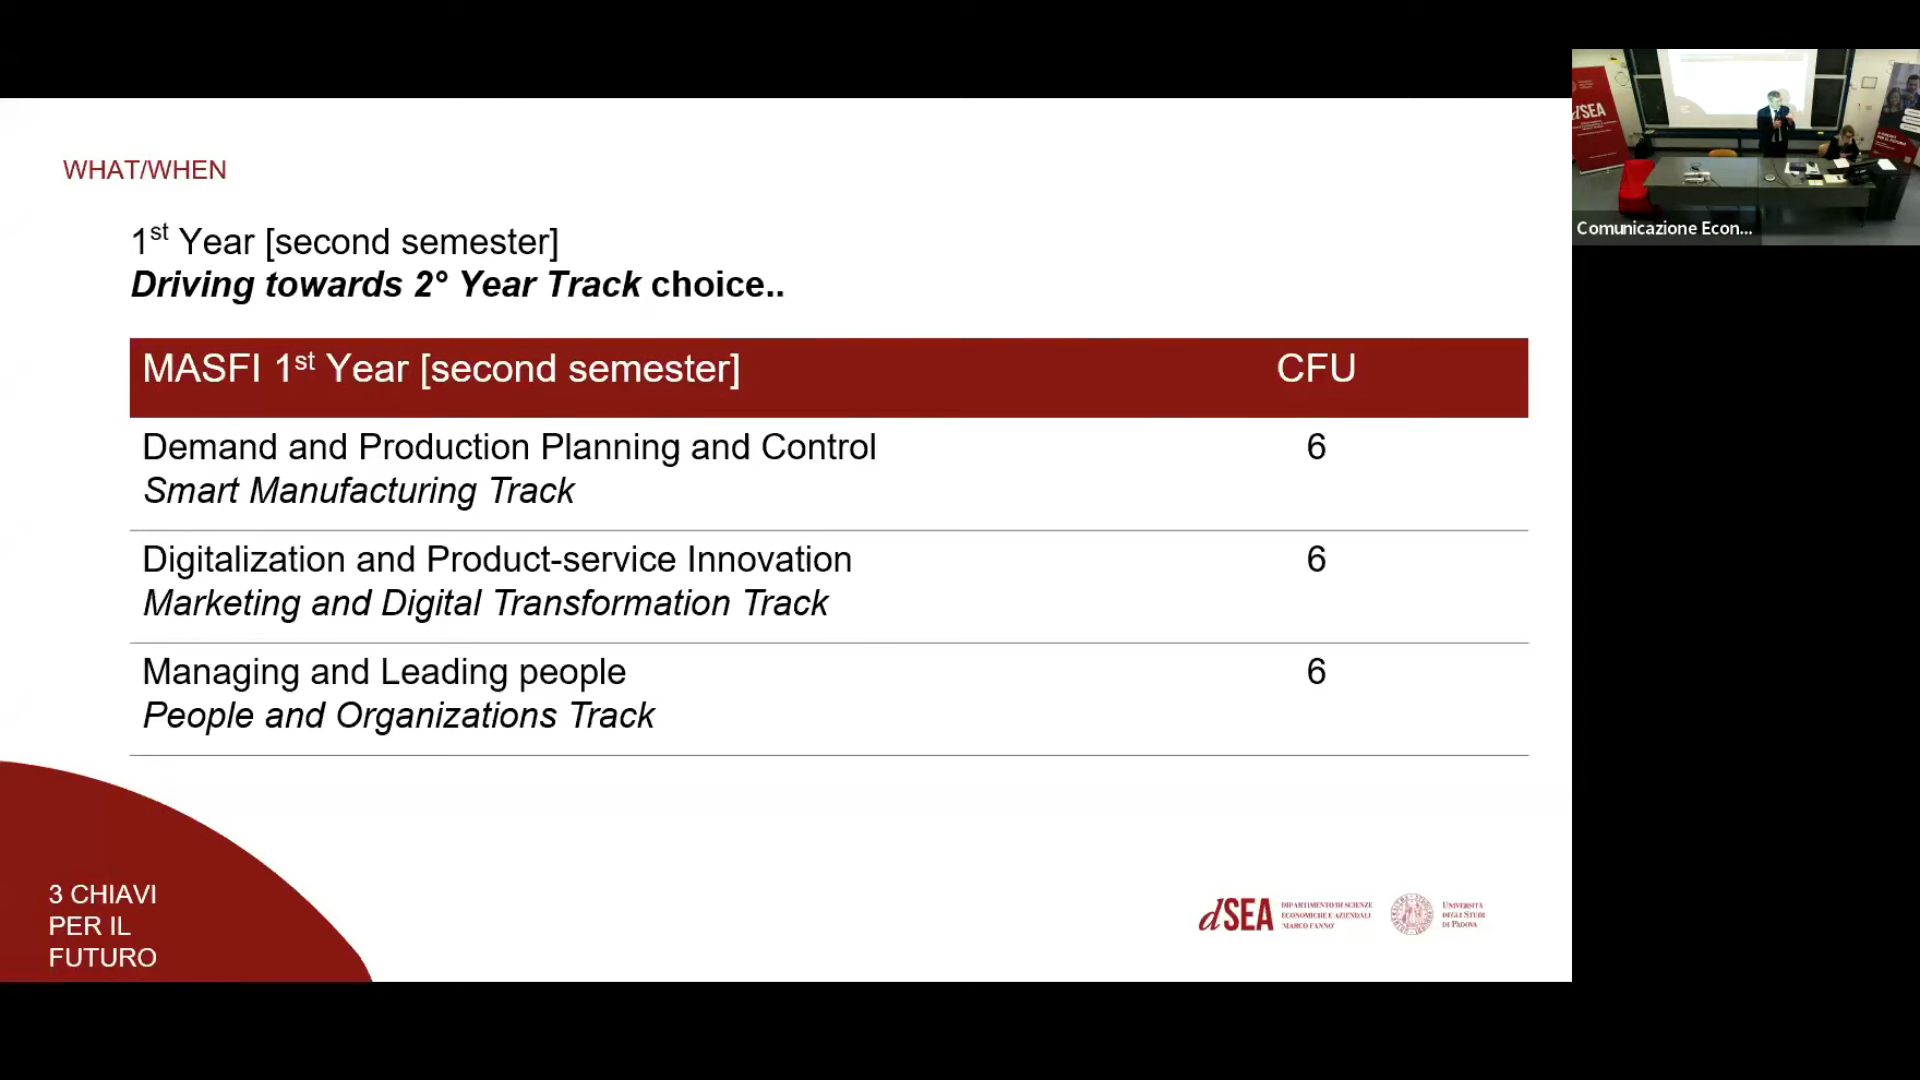 WHAT/WHEN
1st Year [second semester]
Driving towards 2° Year Track choice..
MASFI 1st Year [second semester] CFU
Demand and Production Planning and Control 6
Smart Manufacturing Track
Digitalization and Product-service Innovation 6
Marketing and Digital Transformation Track
Managing and Leading people 6
People and Organizations Track
3 CHIAVI
PER IL
FUTURO
dSEA
DIPARTIMENTO DI SCIENZE
ECONOMICHE E AZIENDALI
'MARCO FANNO'
UNIVERSITÀ
DEGLI STUDI
DI PADOVA
dSEA
Comunicazione Econ...